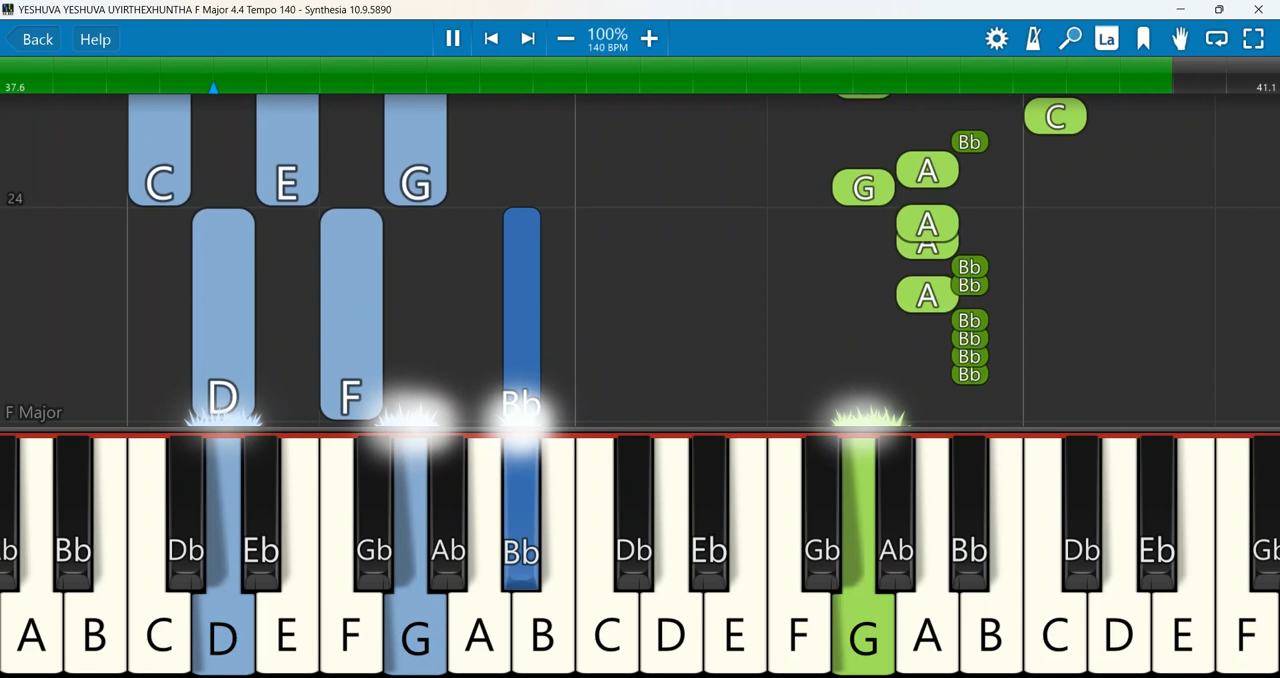 YESHUVA YESHUVA UYIRTHEXHUNTHA F Major 4.4 Tempo 140 - Synthesia 10.9.5890
Back Help 100% La
140 BPM
37.6 41.1
C
Bb
A
C E G G
24
A
A
Bb
Bb
A
Bb
Bb
Bb
Bb
D F Bb
F Major
b Bb Db Eb Gb Ab Bb Db Eb Gb Ab Bb Db Eb Gb
A B C D E F G A B C D E F G A B C D E F